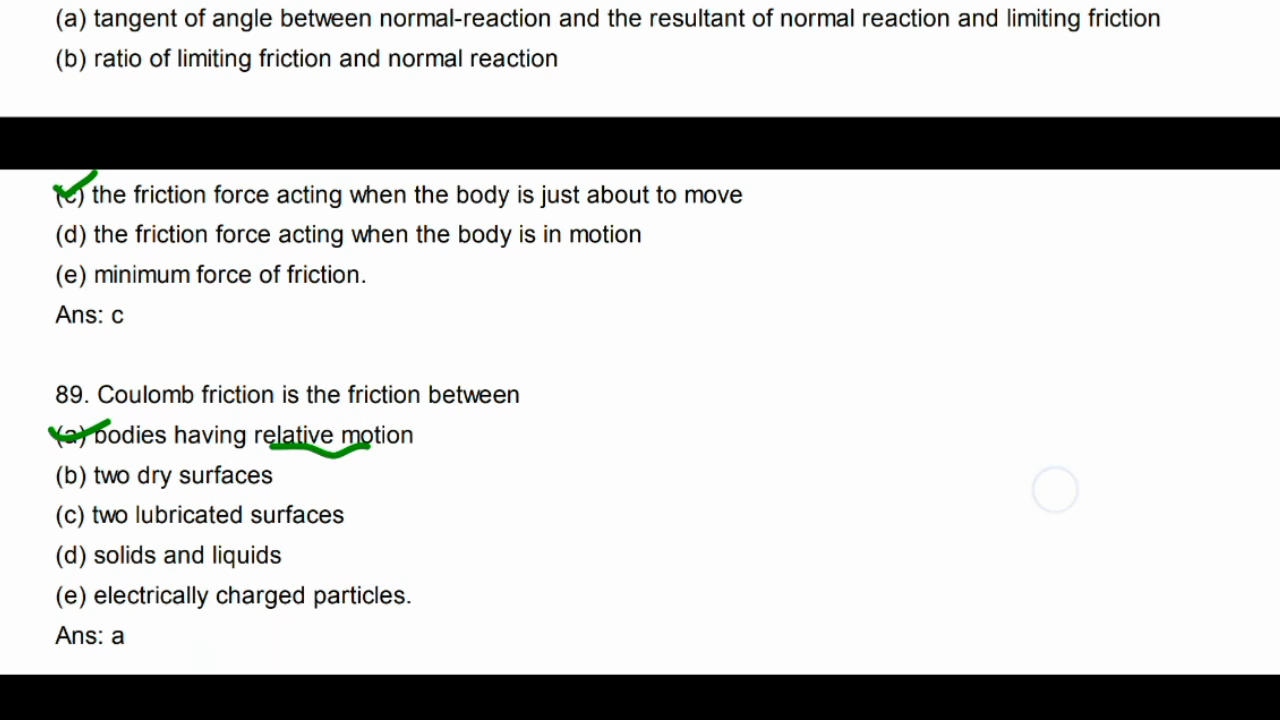 (a) tangent of angle between normal-reaction and the resultant of normal reaction and limiting friction
(b) ratio of limiting friction and normal reaction
(c) the friction force acting when the body is just about to move
(d) the friction force acting when the body is in motion
(e) minimum force of friction.
Ans: c
89. Coulomb friction is the friction between
(a) bodies having relative motion
(b) two dry surfaces
(c) two lubricated surfaces
(d) solids and liquids
(e) electrically charged particles.
Ans: a